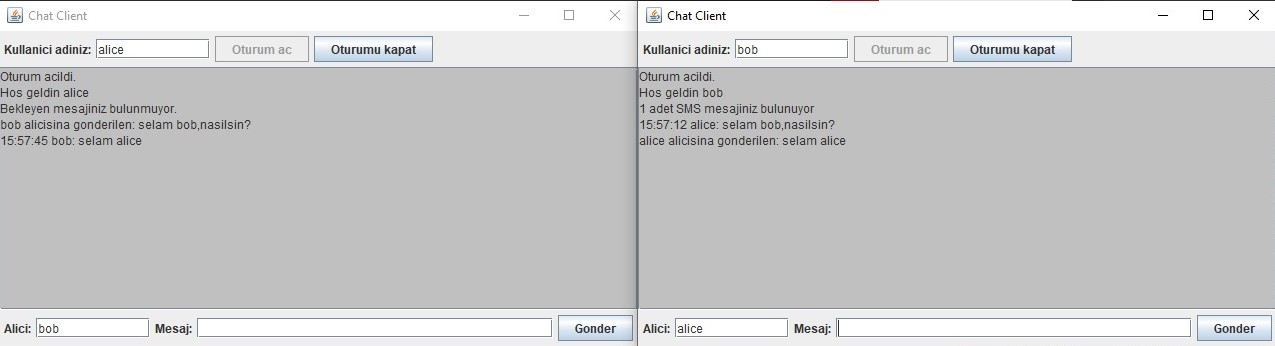 Chat Client
Kullanici adiniz: alice Oturum ac Oturumu kapat
Oturum acildi.
Hos geldin alice
Bekleyen mesajiniz bulunmuyor.
bob alicisina gonderilen: selam bob,nasilsin?
15:57:45 bob: selam alice
Alici: bob Mesaj: Gonder
Chat Client
Kullanici adiniz: bob Oturum ac Oturumu kapat
Oturum acildi.
Hos geldin bob
1 adet SMS mesajiniz bulunuyor
15:57:12 alice: selam bob,nasilsin?
alice alicisina gonderilen: selam alice
Alici: alice Mesaj: Gonder